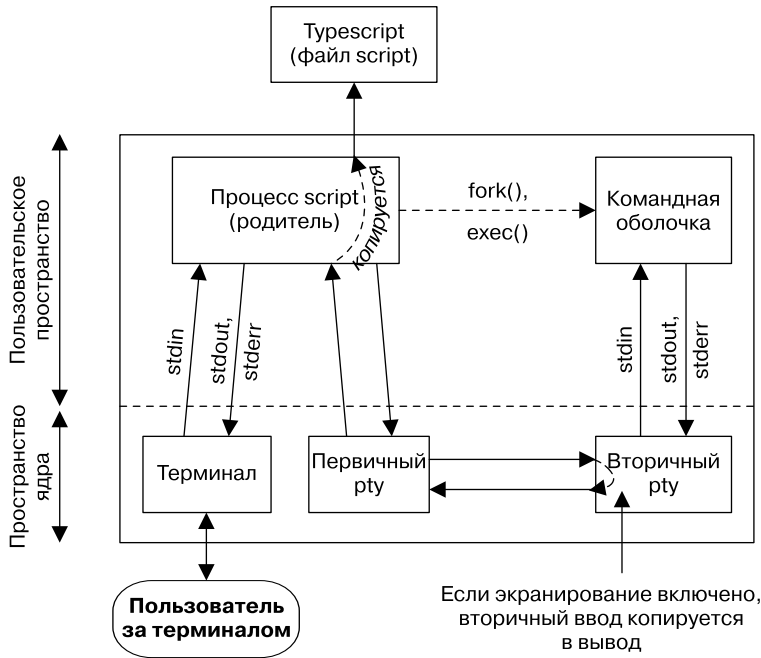 Typescript
(файл script)
Пользовательское
пространство
Процесс script
(родитель)
копируется
fork(),
exec()
Командная
оболочка
stdin
stdout,
stderr
stdin
stdout,
stderr
Пространство
ядра
Терминал
Первичный
pty
Вторичный
pty
Пользователь
за терминалом
Если экранирование включено,
вторичный ввод копируется
в вывод